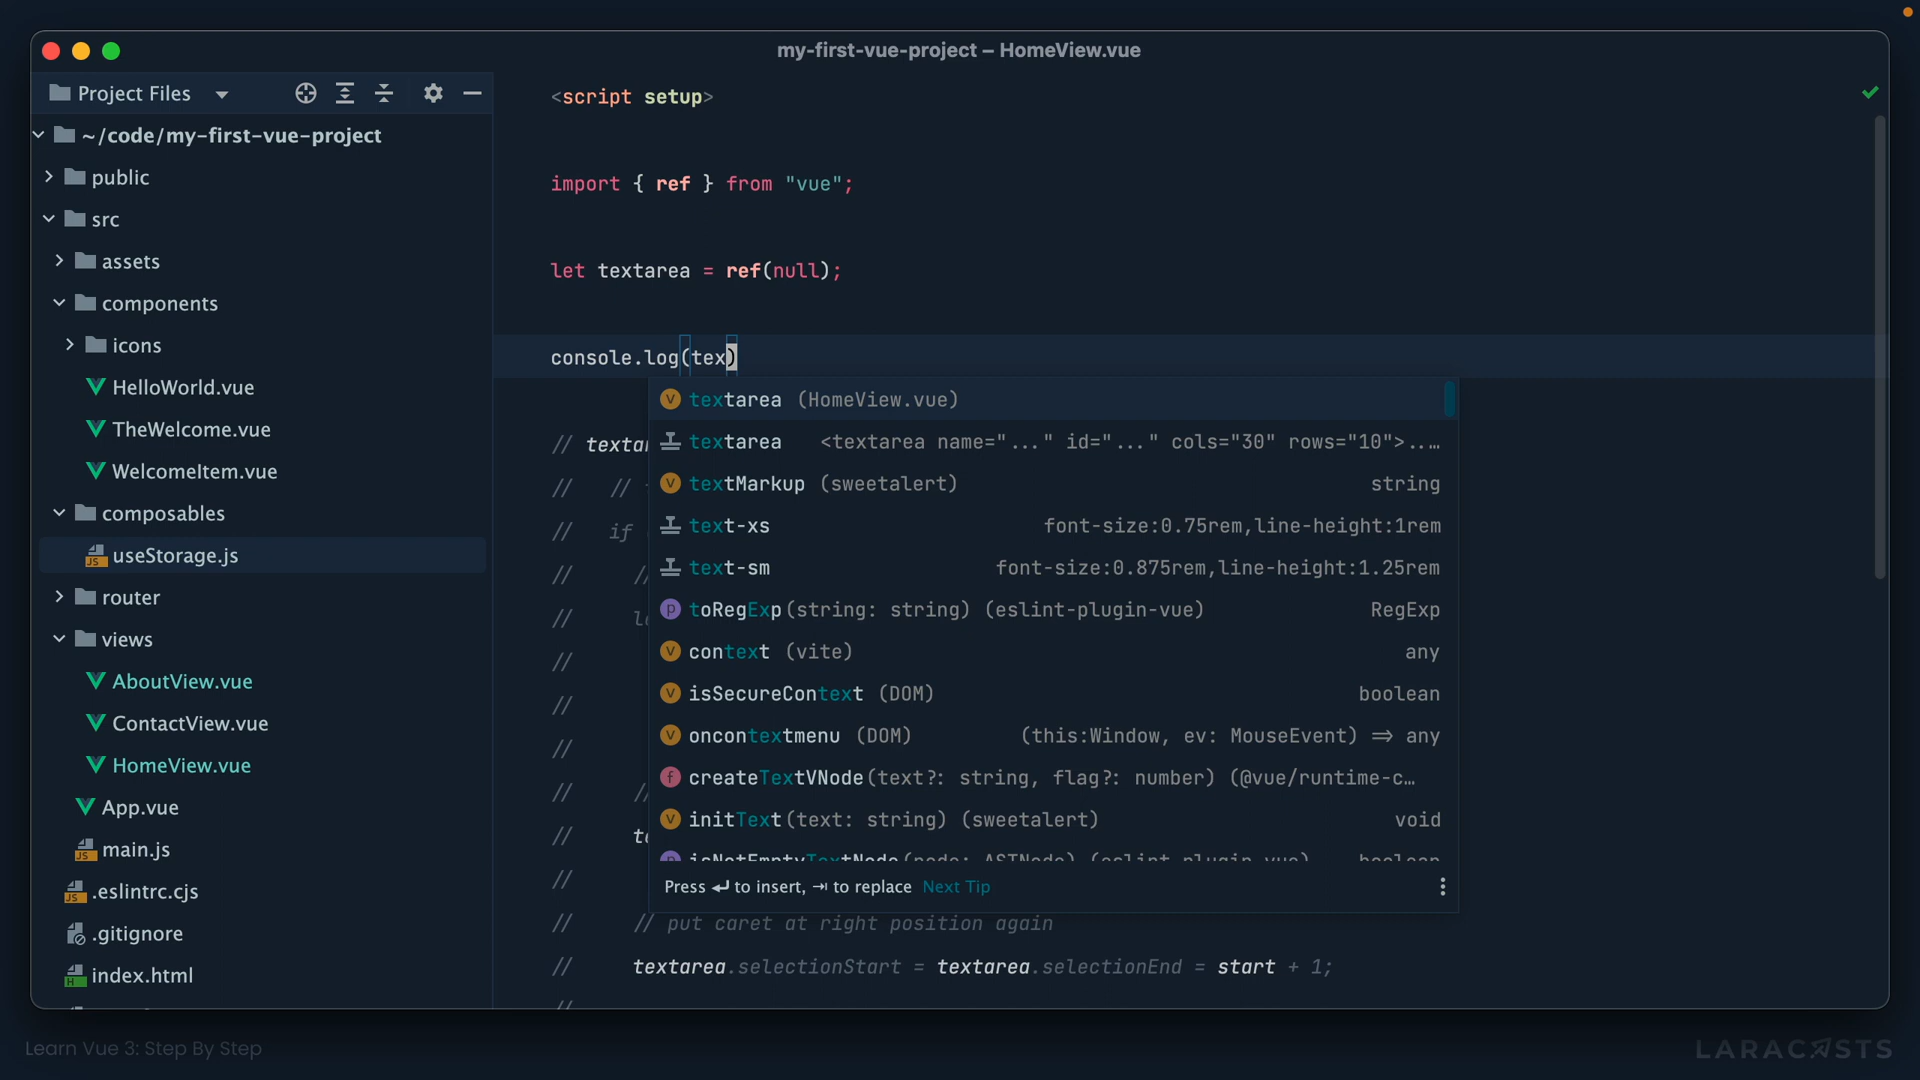 my-first-vue-project – HomeView.vue
Project Files
~/code/my-first-vue-project
public
src
assets
components
icons
HelloWorld.vue
TheWelcome.vue
WelcomeItem.vue
composables
useStorage.js
router
views
AboutView.vue
ContactView.vue
HomeView.vue
App.vue
main.js
.eslintrc.cjs
.gitignore
index.html
<script setup>
import { ref } from "vue";
let textarea = ref(null);
console.log(tex)
textarea (HomeView.vue)
textarea <textarea name="..." id="..." cols="30" rows="10">..…
textMarkup (sweetalert) string
text-xs font-size:0.75rem,line-height:1rem
text-sm font-size:0.875rem,line-height:1.25rem
toRegExp(string: string) (eslint-plugin-vue) RegExp
context (vite) any
isSecureContext (DOM) boolean
oncontextmenu (DOM) (this:Window, ev: MouseEvent) => any
createTextVNode(text?: string, flag?: number) (@vue/runtime-c…
initText(text: string) (sweetalert) void
isNotEmptyTextNode(node: ASTNode) (eslint-plugin-vue) boolean
Press ↵ to insert, ⇥ to replace Next Tip
//
// //
// if
// //
//
//
//
//
// //
//
//
// // put caret at right position again
// textarea.selectionStart = textarea.selectionEnd = start + 1;
//
Learn Vue 3: Step By Step
LARACASTS